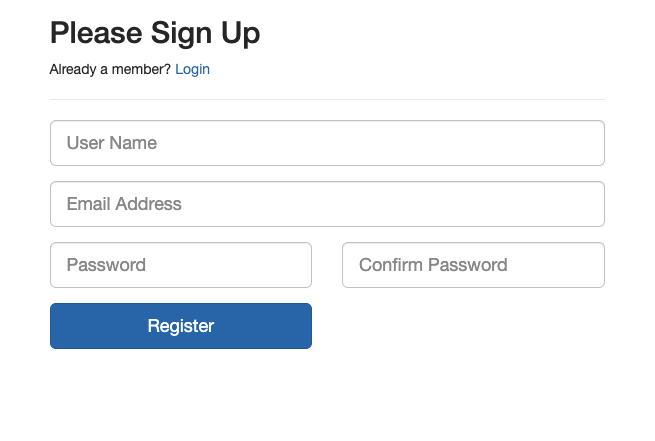 Please Sign Up
Already a member? Login
User Name
Email Address
Password
Confirm Password
Register